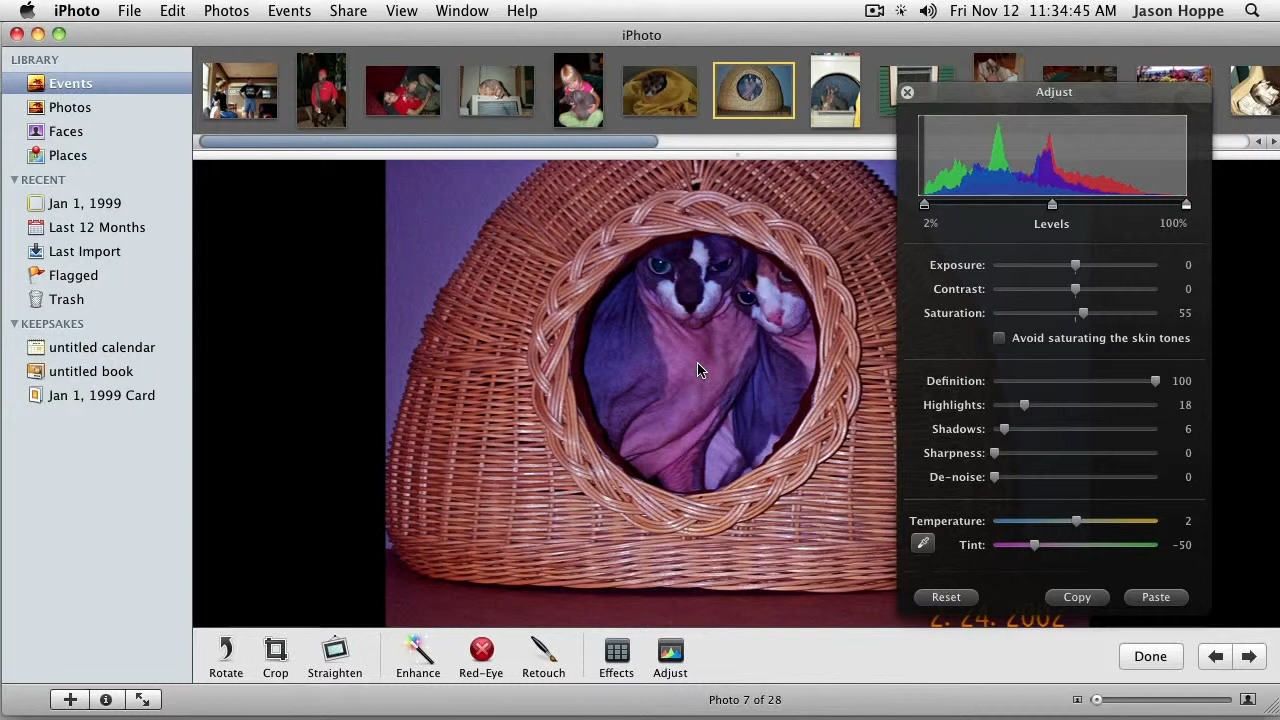 iPhoto File Edit Photos Events Share View Window Help Fri Nov 12 11:34:45 AM Jason Hoppe
iPhoto
LIBRARY
Events
Photos
Faces
Places
RECENT
Jan 1, 1999
Last 12 Months
Last Import
Flagged
Trash
KEEPSAKES
untitled calendar
untitled book
Jan 1, 1999 Card
Adjust
2% Levels 100%
Exposure: 0
Contrast: 0
Saturation: 55
Avoid saturating the skin tones
Definition: 100
Highlights: 18
Shadows: 6
Sharpness: 0
De-noise: 0
Temperature: 2
Tint: -50
Reset Copy Paste
2. 24. 2002
Rotate Crop Straighten Enhance Red-Eye Retouch Effects Adjust Done
Photo 7 of 28